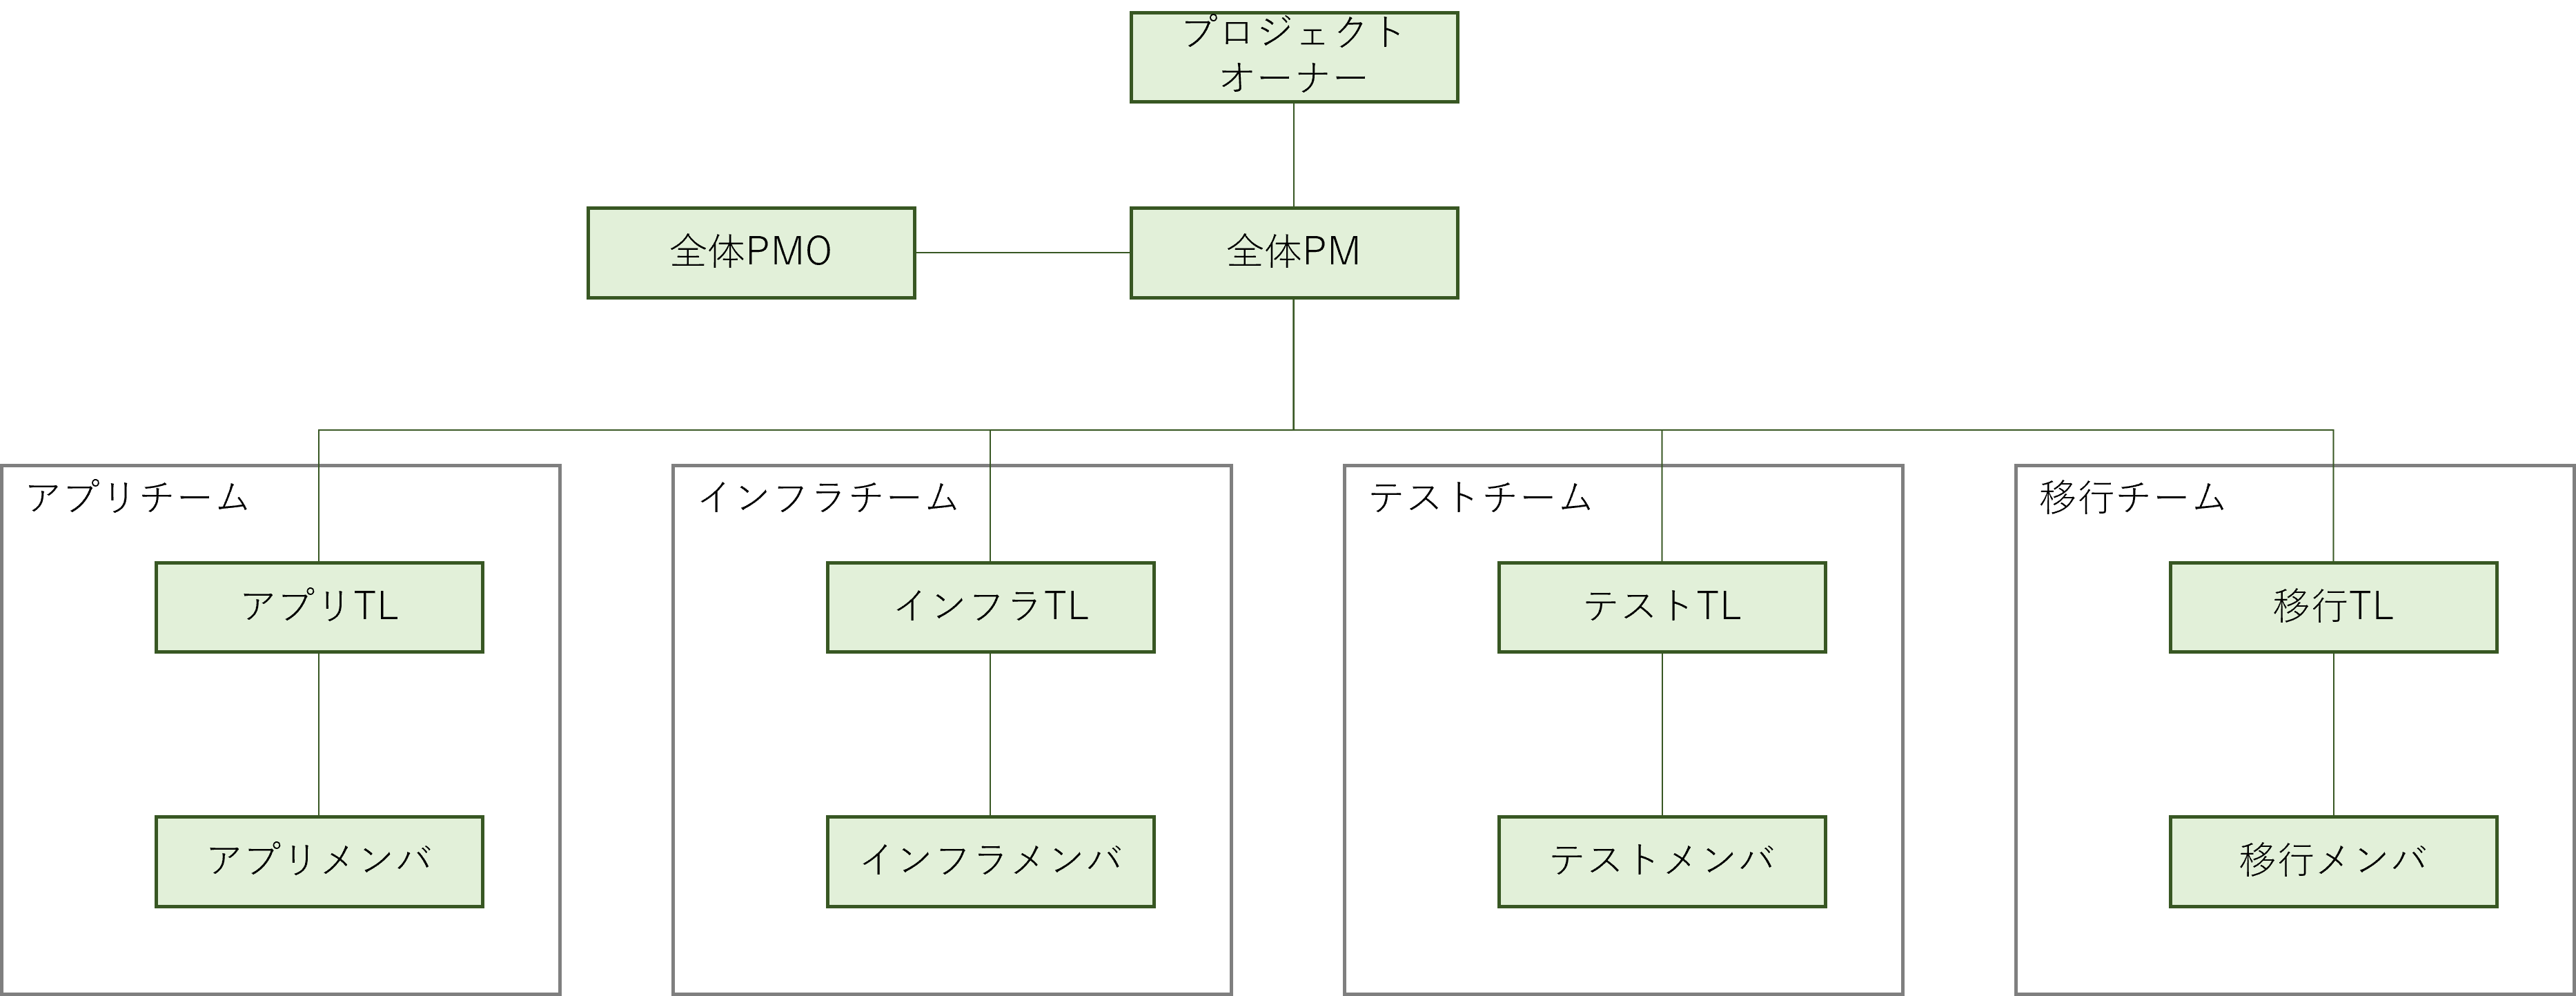 プロジェクト
オーナー
全体PMO
全体PM
アプリチーム
インフラチーム
テストチーム
移行チーム
アプリTL
インフラTL
テストTL
移行TL
アプリメンバ
インフラメンバ
テストメンバ
移行メンバ